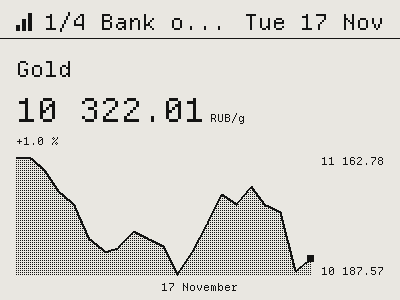 1/4 Bank o... Tue 17 Nov
Gold
10 322.01 RUB/g
+1.0 %
11 162.78
10 187.57
17 November